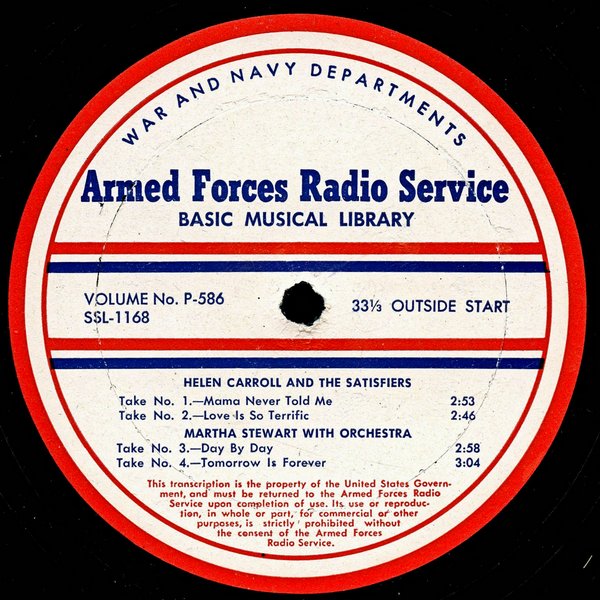 WAR AND NAVY DEPARTMENTS
Armed Forces Radio Service
BASIC MUSICAL LIBRARY
VOLUME No. P-586 33⅓ OUTSIDE START
SSL-1168
HELEN CARROLL AND THE SATISFIERS
Take No. 1.—Mama Never Told Me 2:53
Take No. 2.—Love Is So Terrific 2:46
MARTHA STEWART WITH ORCHESTRA
Take No. 3.—Day By Day 2:58
Take No. 4.—Tomorrow Is Forever 3:04
This transcription is the property of the United States Govern-
ment, and must be returned to the Armed Forces Radio
Service upon completion of use. Its use or reproduc-
tion, in whole or part, for commercial or other
purposes, is strictly prohibited without
the consent of the Armed Forces
Radio Service.